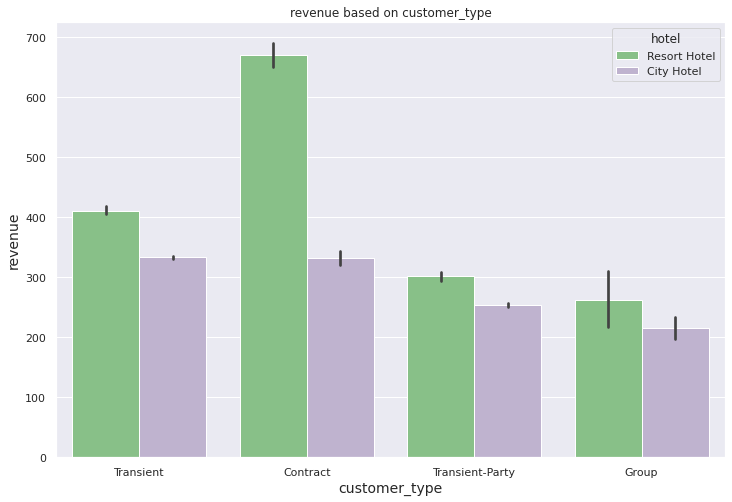 revenue based on customer_type
hotel
Resort Hotel
City Hotel
revenue
700
600
500
400
300
200
100
0
Transient Contract Transient-Party Group
customer_type